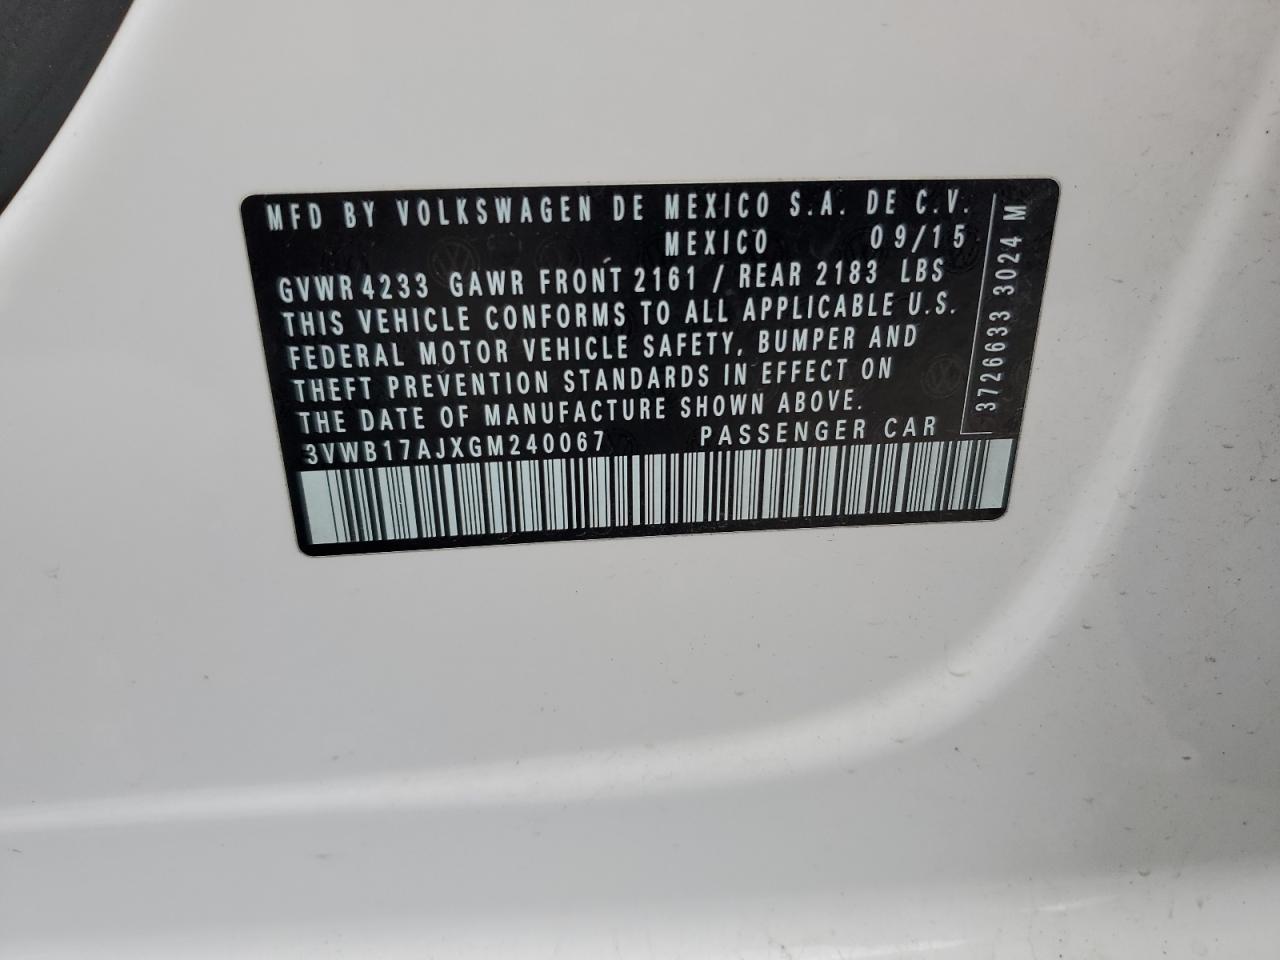 MFD BY VOLKSWAGEN DE MEXICO S.A. DE C.V.
MEXICO 09/15
GVWR 4233 GAWR FRONT 2161 / REAR 2183 LBS
THIS VEHICLE CONFORMS TO ALL APPLICABLE U.S.
FEDERAL MOTOR VEHICLE SAFETY, BUMPER AND
THEFT PREVENTION STANDARDS IN EFFECT ON
THE DATE OF MANUFACTURE SHOWN ABOVE.
3VWB17AJXGM240067 PASSENGER CAR
3726633 3024 M